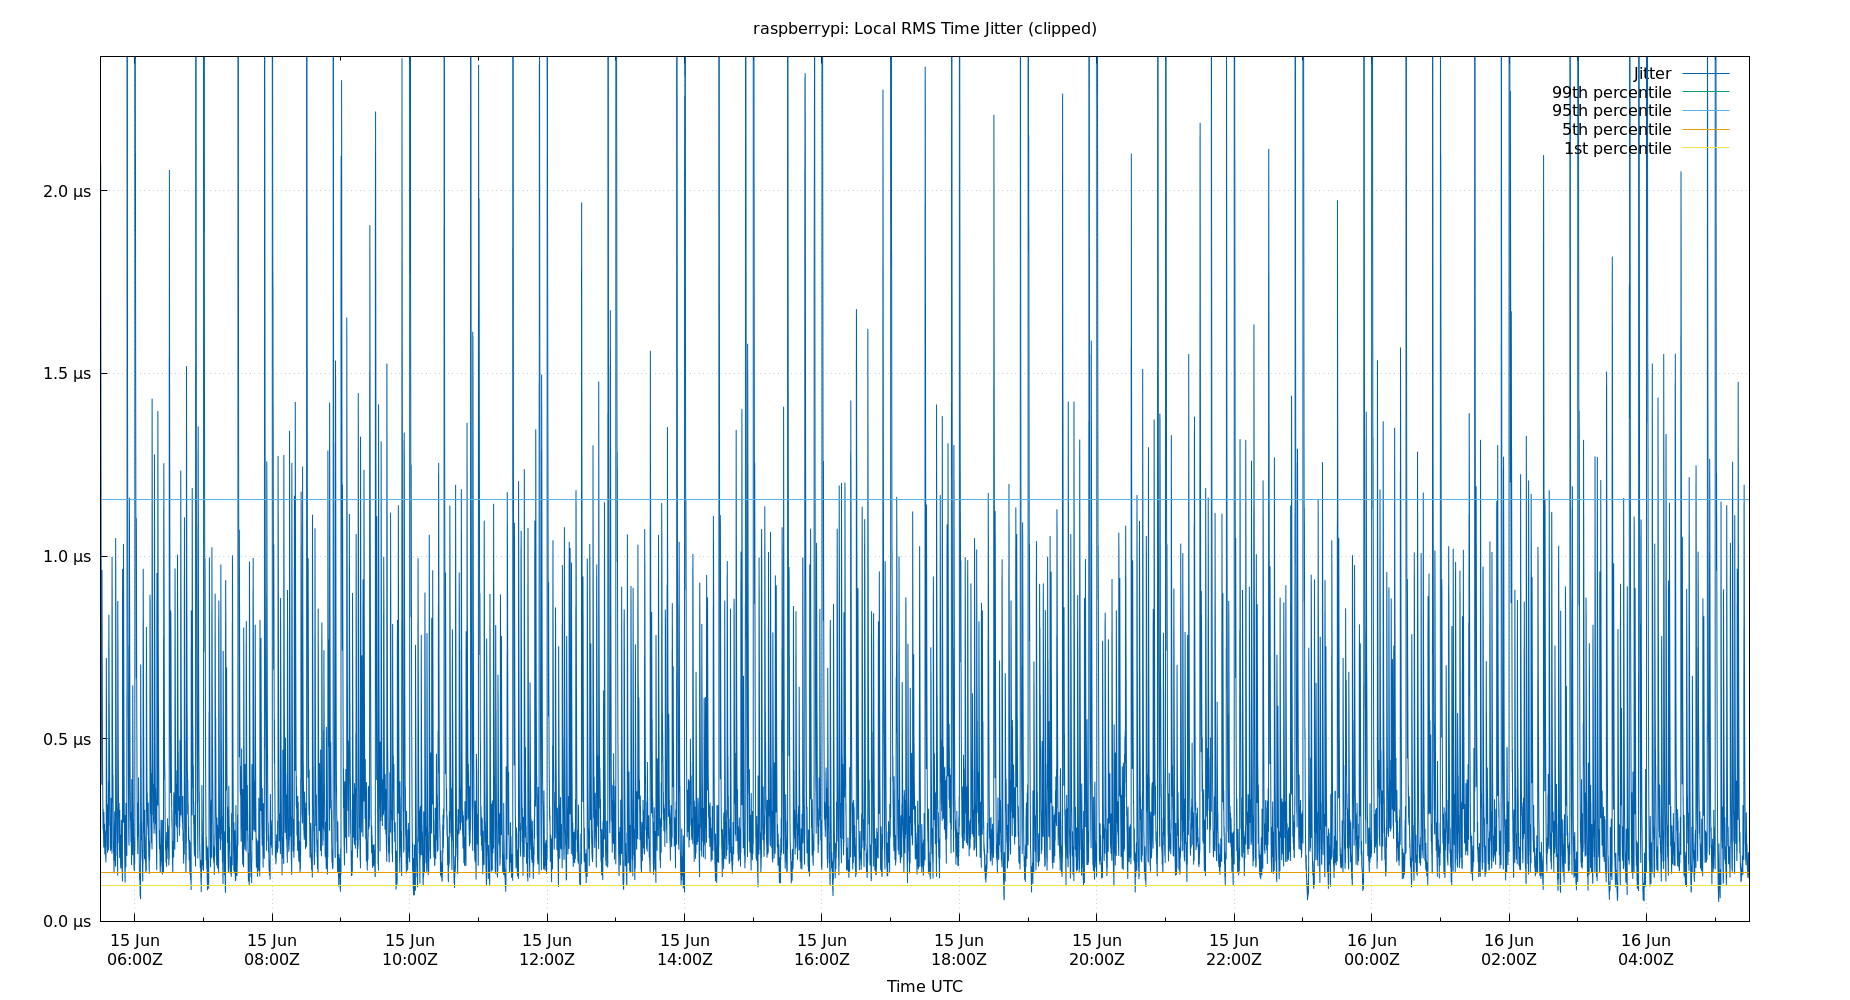 raspberrypi: Local RMS Time Jitter (clipped)
Jitter
99th percentile
95th percentile
5th percentile
1st percentile
2.0 µs
1.5 µs
1.0 µs
0.5 µs
0.0 µs
15 Jun 15 Jun 15 Jun 15 Jun 15 Jun 15 Jun 15 Jun 15 Jun 15 Jun 16 Jun 16 Jun 16 Jun
06:00Z 08:00Z 10:00Z 12:00Z 14:00Z 16:00Z 18:00Z 20:00Z 22:00Z 00:00Z 02:00Z 04:00Z
Time UTC